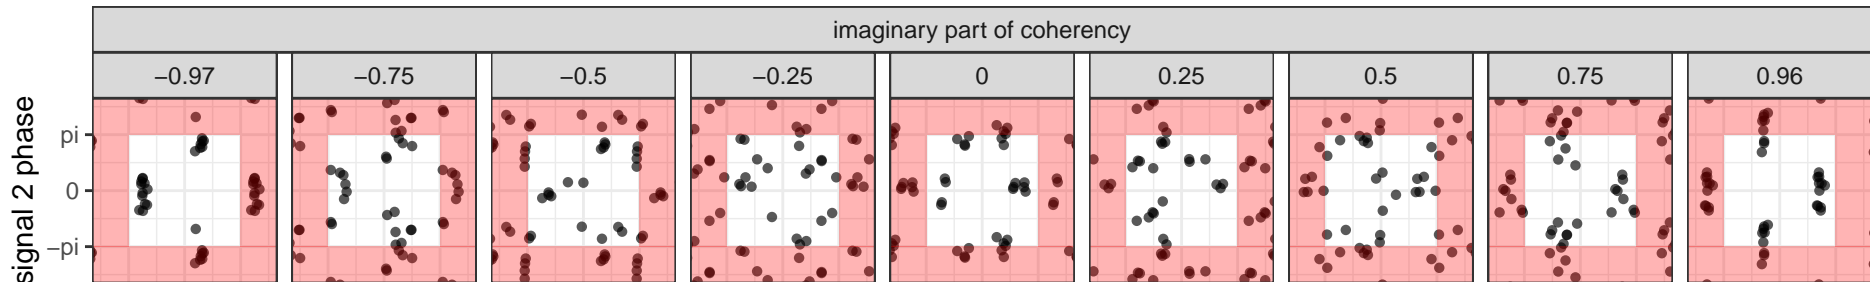 imaginary part of coherency
−0.97 −0.75 −0.5 −0.25 0 0.25 0.5 0.75 0.96
signal 2 phase
pi
0
−pi